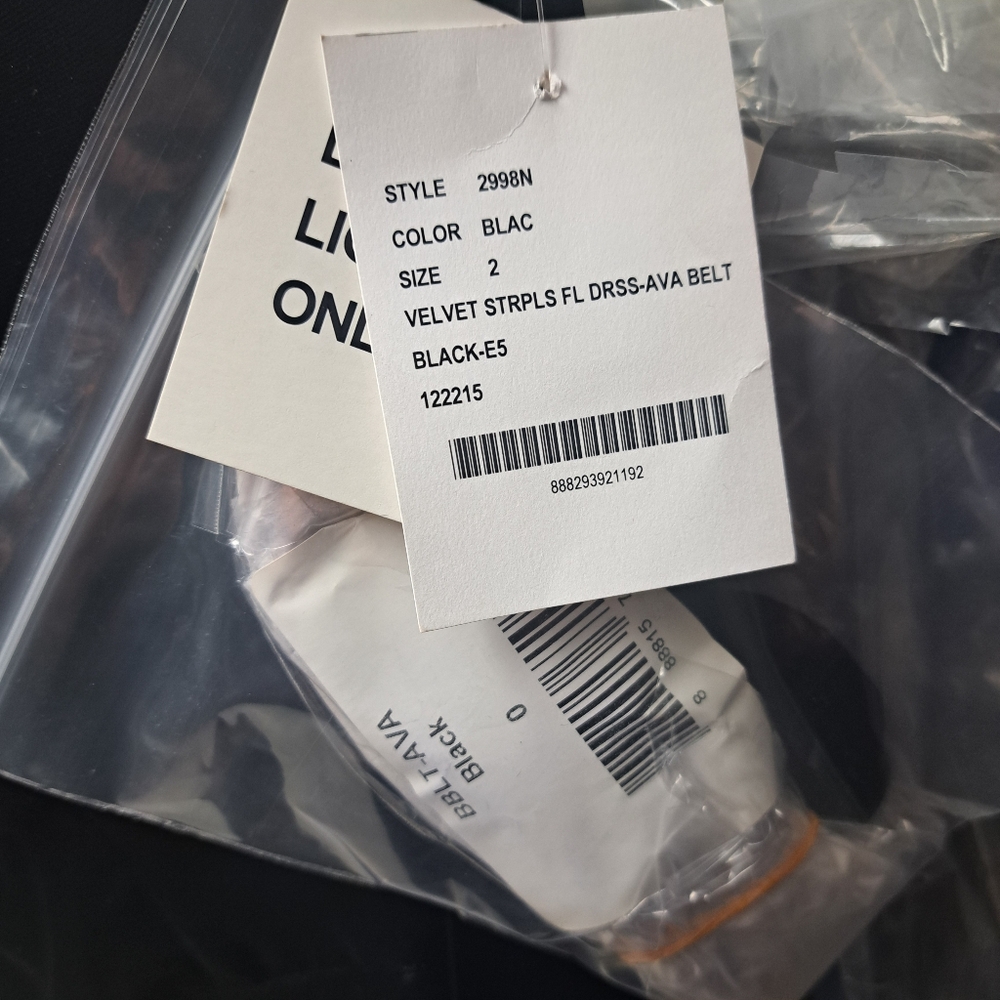 STYLE 2998N
COLOR BLAC
SIZE 2
VELVET STRPLS FL DRSS-AVA BELT
BLACK-E5
122215
888293921192
BBLT-AVA
Black
0
8 88815